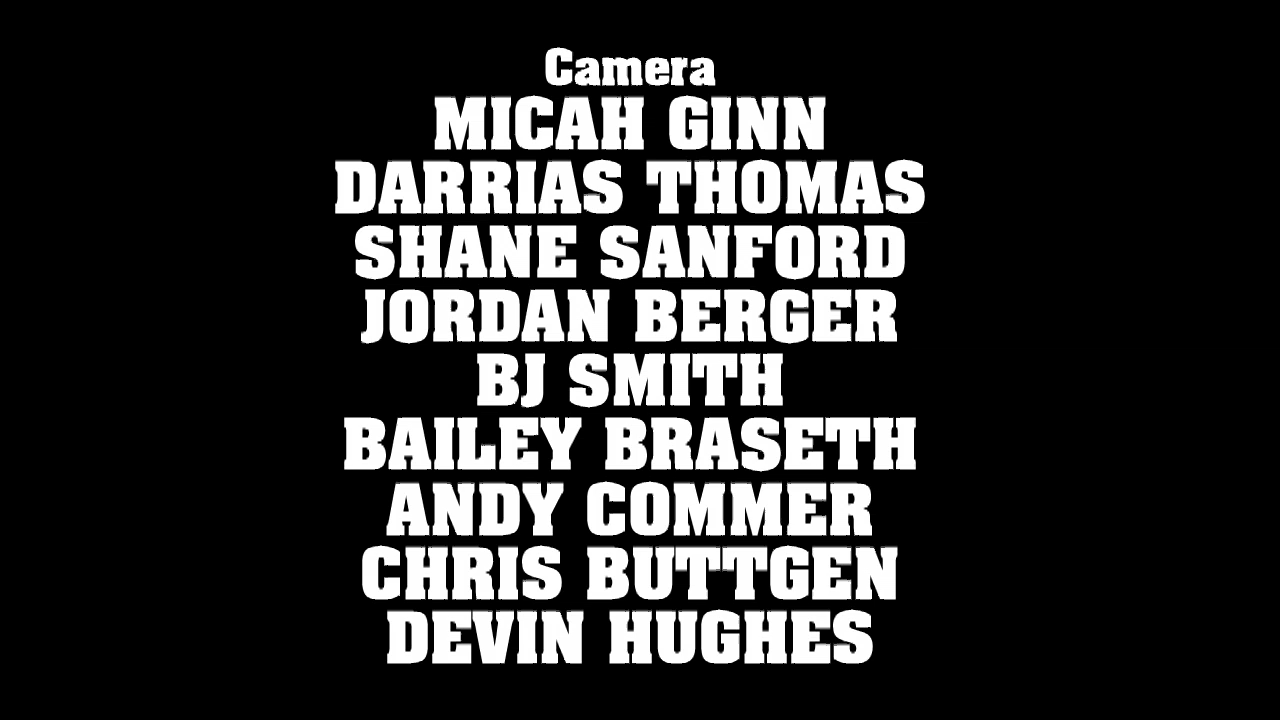 Camera
MICAH GINN
DARRIAS THOMAS
SHANE SANFORD
JORDAN BERGER
BJ SMITH
BAILEY BRASETH
ANDY COMMER
CHRIS BUTTGEN
DEVIN HUGHES